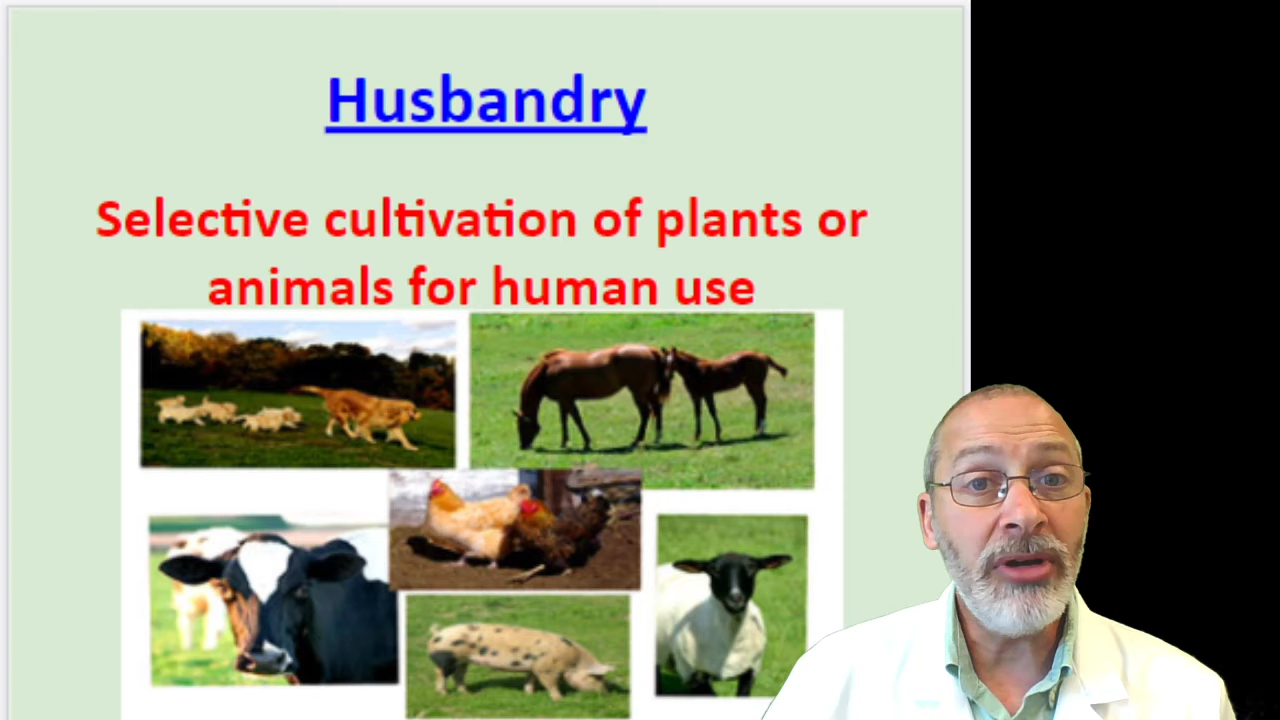 Husbandry
Selective cultivation of plants or
animals for human use